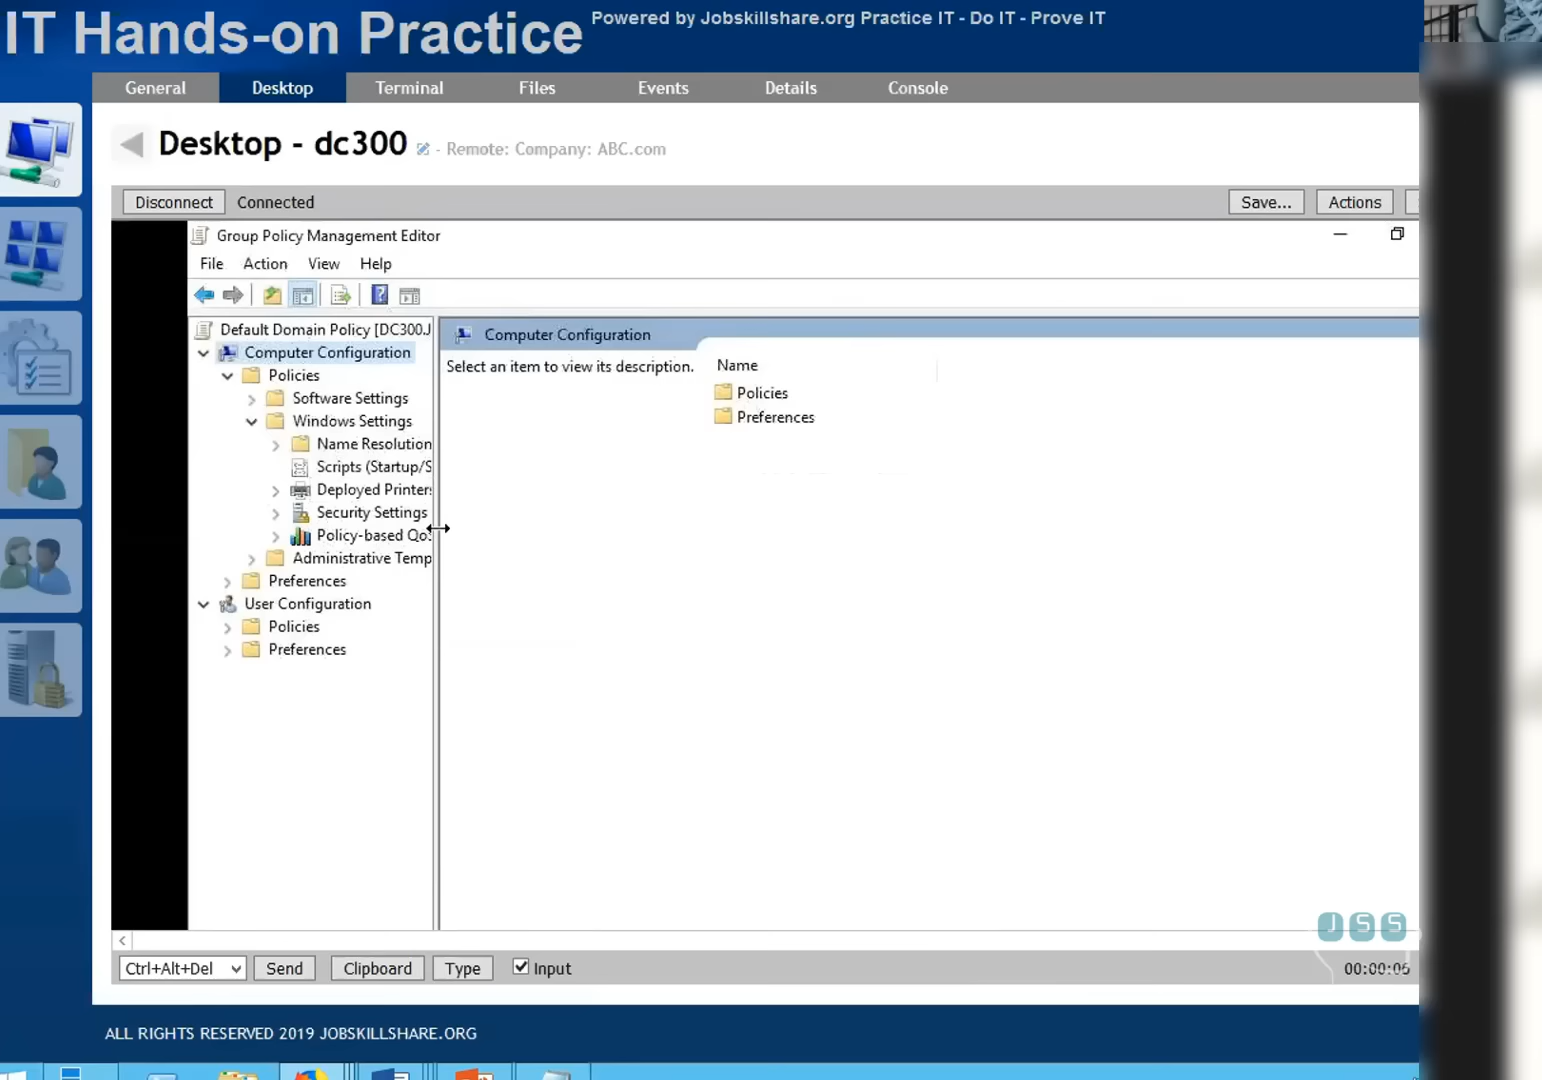 IT Hands-on Practice Powered by Jobskillshare.org Practice IT - Do IT - Prove IT
General Desktop Terminal Files Events Details Console
Desktop - dc300 - Remote: Company: ABC.com
Disconnect Connected Save... Actions
Group Policy Management Editor
File Action View Help
Default Domain Policy [DC300.J
Computer Configuration
Policies
Software Settings
Windows Settings
Name Resolution
Scripts (Startup/S
Deployed Printer
Security Settings
Policy-based Qo
Administrative Temp
Preferences
User Configuration
Policies
Preferences
Computer Configuration
Select an item to view its description.
Name
Policies
Preferences
JSS
Ctrl+Alt+Del Send Clipboard Type Input 00:00:06
ALL RIGHTS RESERVED 2019 JOBSKILLSHARE.ORG